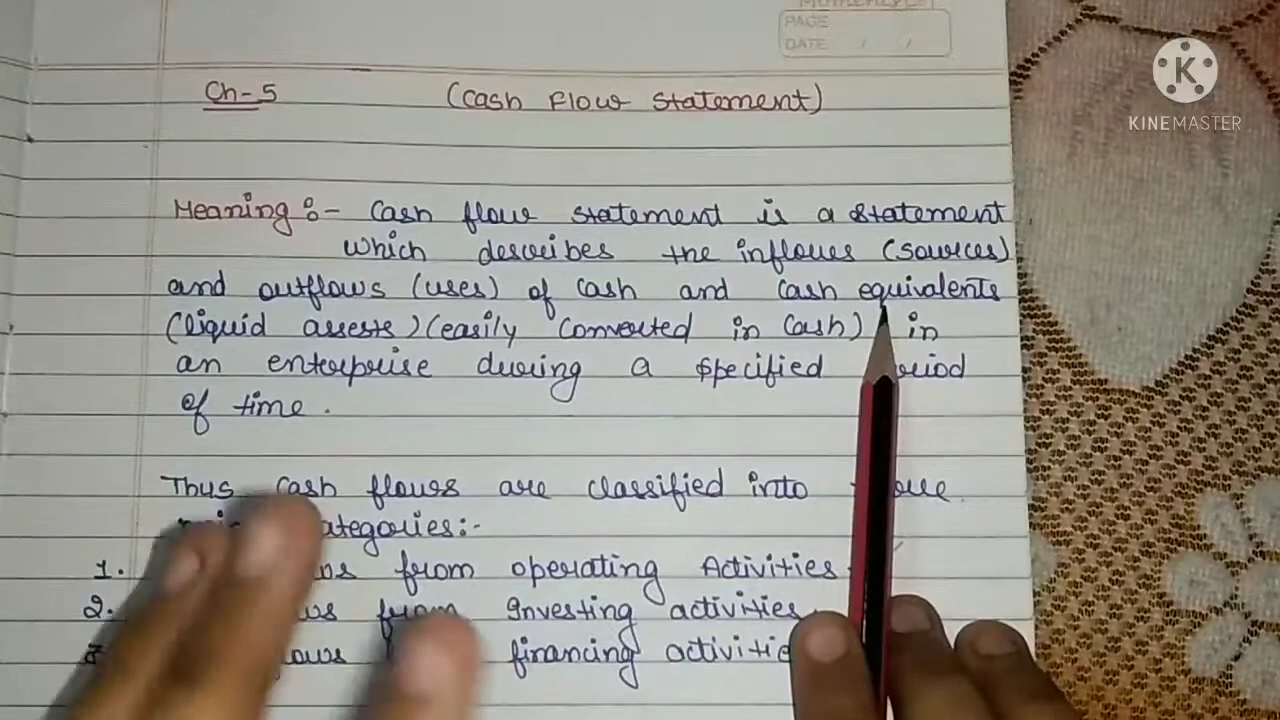 PAGE
DATE / /
K
KINEMASTER
Ch-5 (Cash Flow Statement)
Meaning :- Cash flow statement is a statement
which describes the inflows (sources)
and outflows (uses) of cash and cash equivalents
(liquid assests) (easily converted in cash) in
an enterprise during a specified
of time.
Thus cash flows are classified into
categories:-
1. from operating Activities
2. from Investing activities
financing